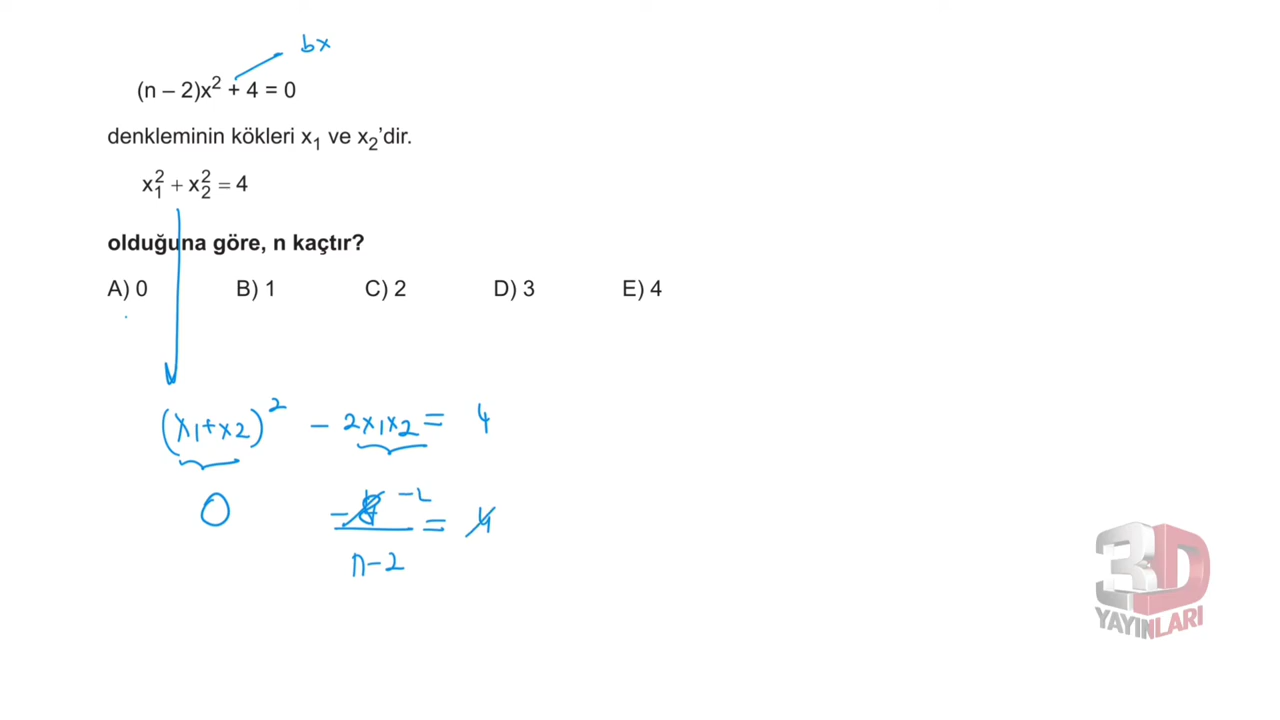 bx
(n – 2)x² + 4 = 0
denkleminin kökleri x₁ ve x₂'dir.
x₁² + x₂² = 4
olduğuna göre, n kaçtır?
A) 0 B) 1 C) 2 D) 3 E) 4
(x₁+x₂)² – 2x₁x₂ = 4
0 -8 -2 = 4
n-2
3D
YAYINLARI